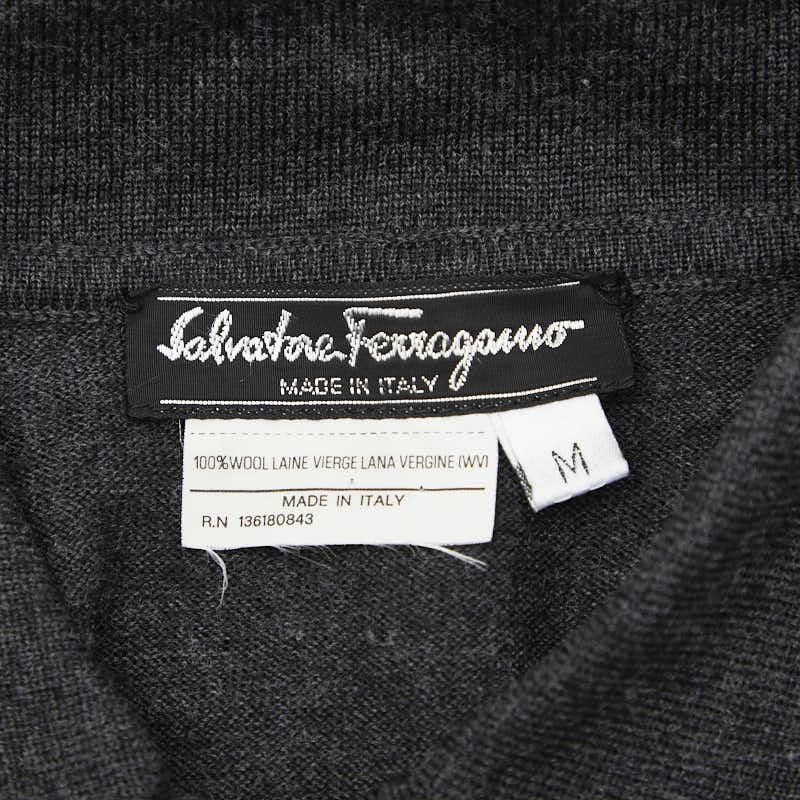 Salvatore Ferragamo
MADE IN ITALY
100%WOOL LAINE VIERGE LANA VERGINE (WV)
MADE IN ITALY
R.N 136180843
M